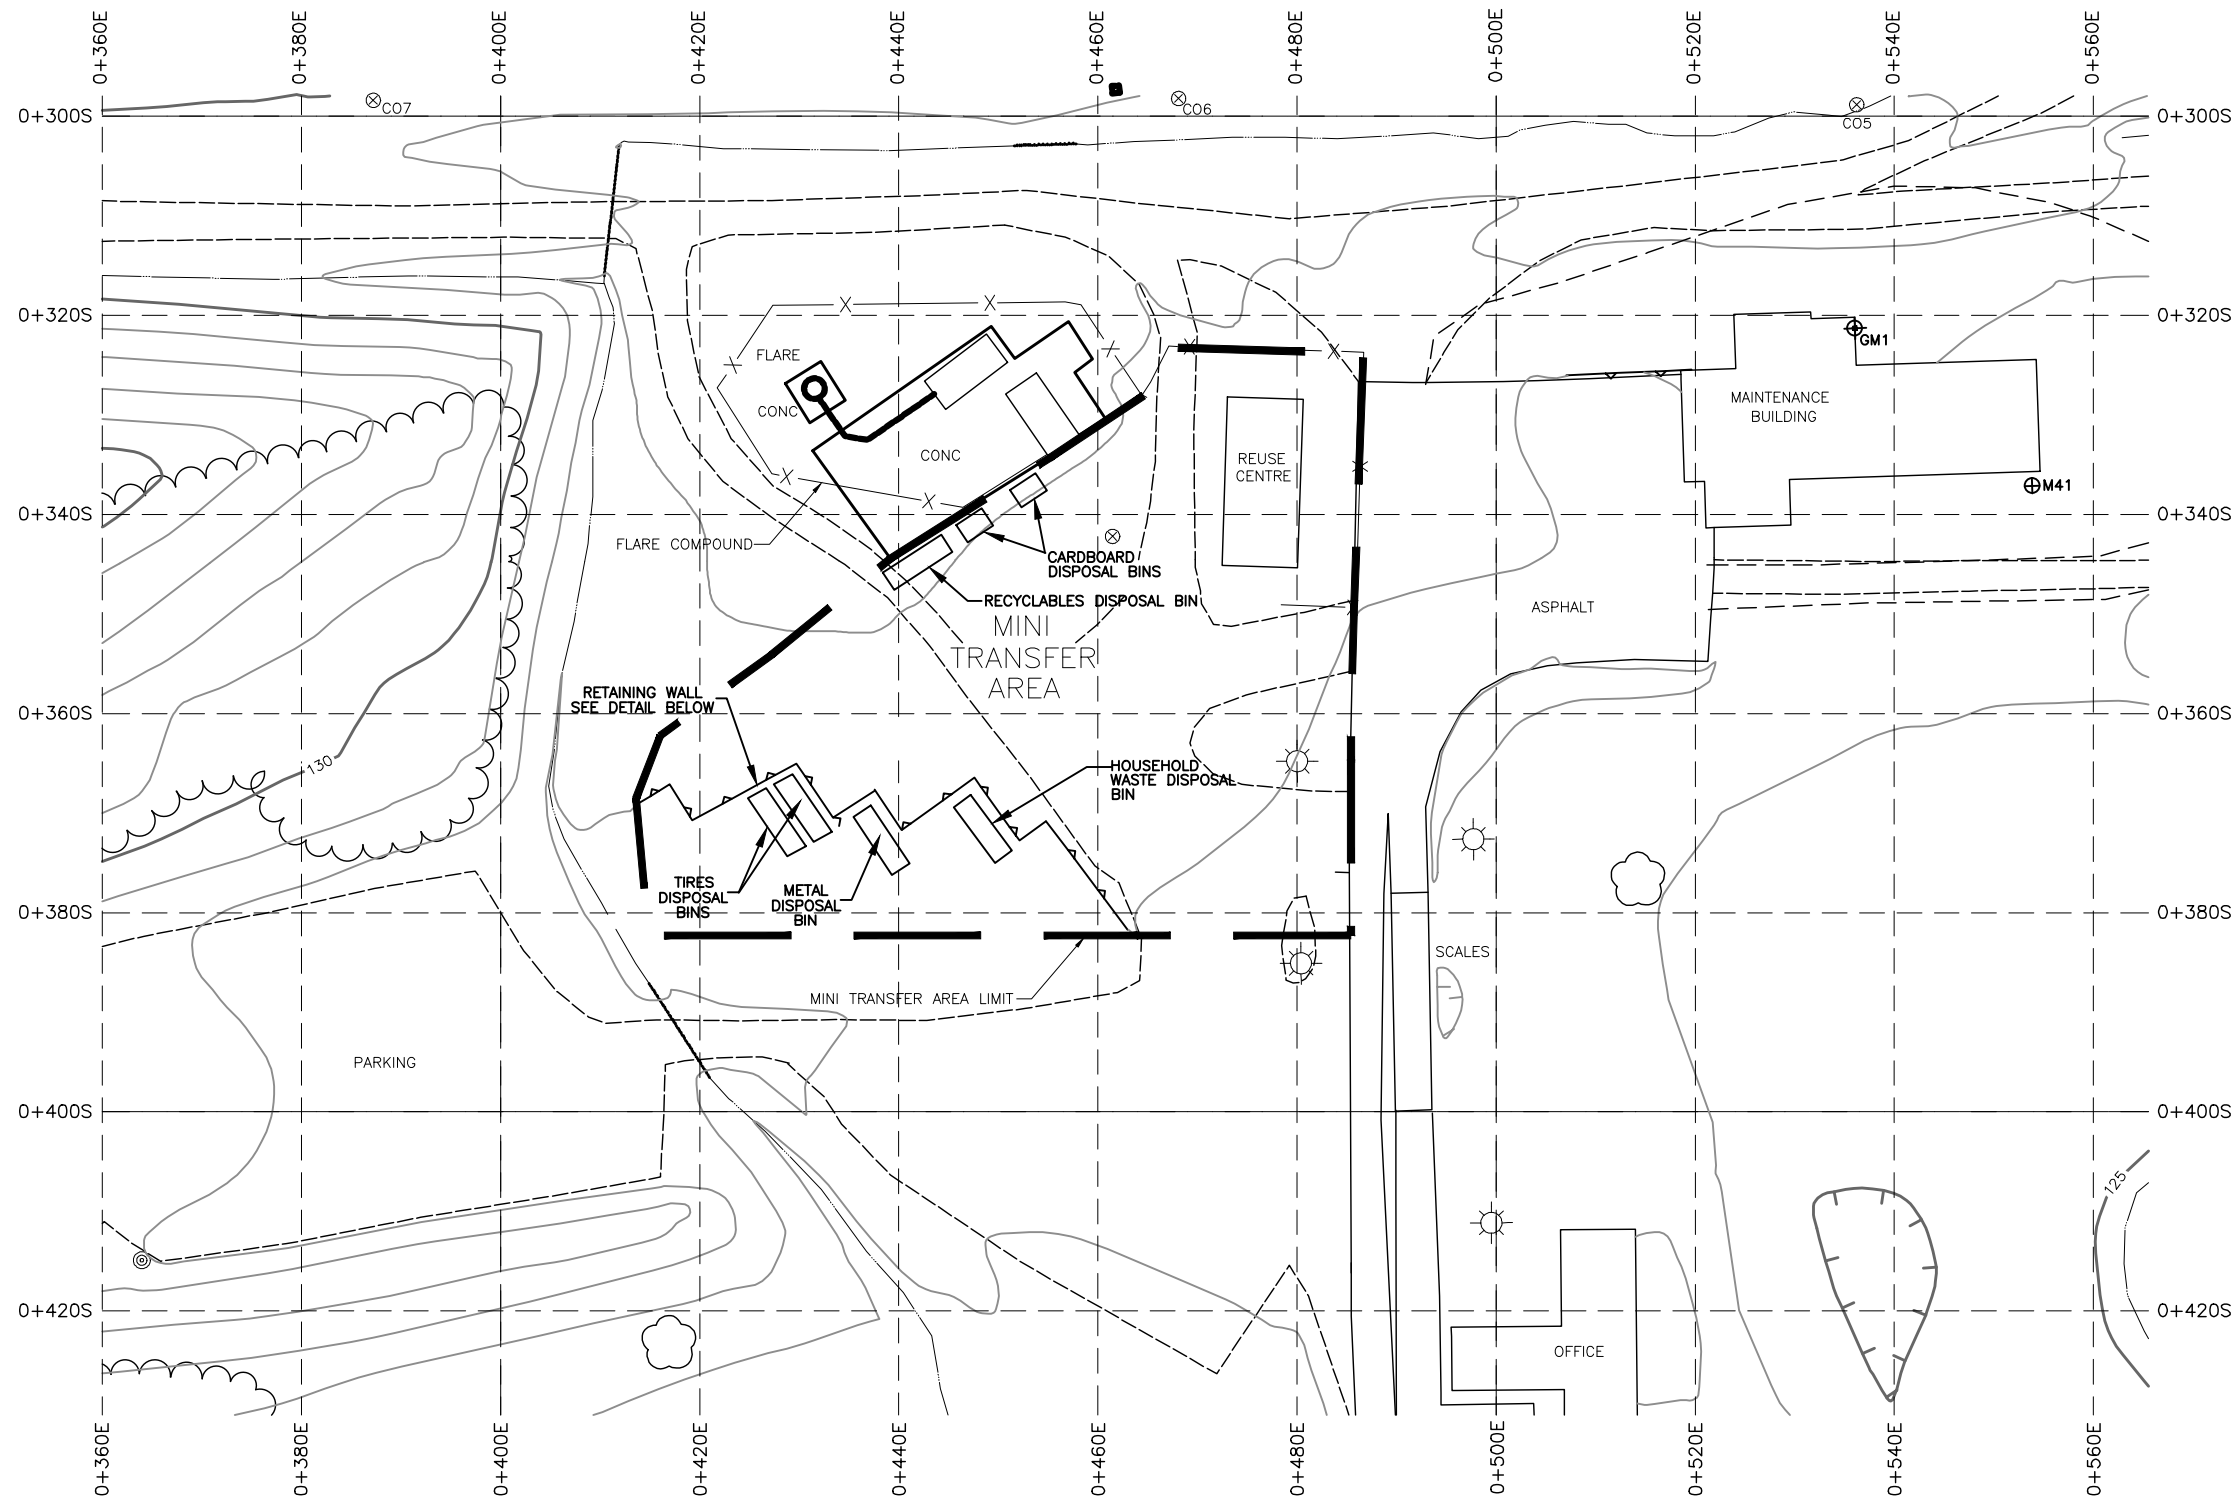 0+360E
0+380E
0+400E
0+420E
0+440E
0+460E
0+480E
0+500E
0+520E
0+540E
0+560E
0+300S
CO7
CO6
CO5
0+300S
0+320S
0+320S
GM1
FLARE
CONC
CONC
MAINTENANCE
BUILDING
REUSE
CENTRE
M41
0+340S
0+340S
FLARE COMPOUND
CARDBOARD
DISPOSAL BINS
RECYCLABLES DISPOSAL BIN
ASPHALT
MINI
TRANSFER
AREA
RETAINING WALL
SEE DETAIL BELOW
0+360S
0+360S
130
HOUSEHOLD
WASTE DISPOSAL
BIN
TIRES
DISPOSAL
BINS
METAL
DISPOSAL
BIN
0+380S
0+380S
SCALES
MINI TRANSFER AREA LIMIT
PARKING
0+400S
0+400S
125
0+420S
0+420S
OFFICE
0+360E
0+380E
0+400E
0+420E
0+440E
0+460E
0+480E
0+500E
0+520E
0+540E
0+560E